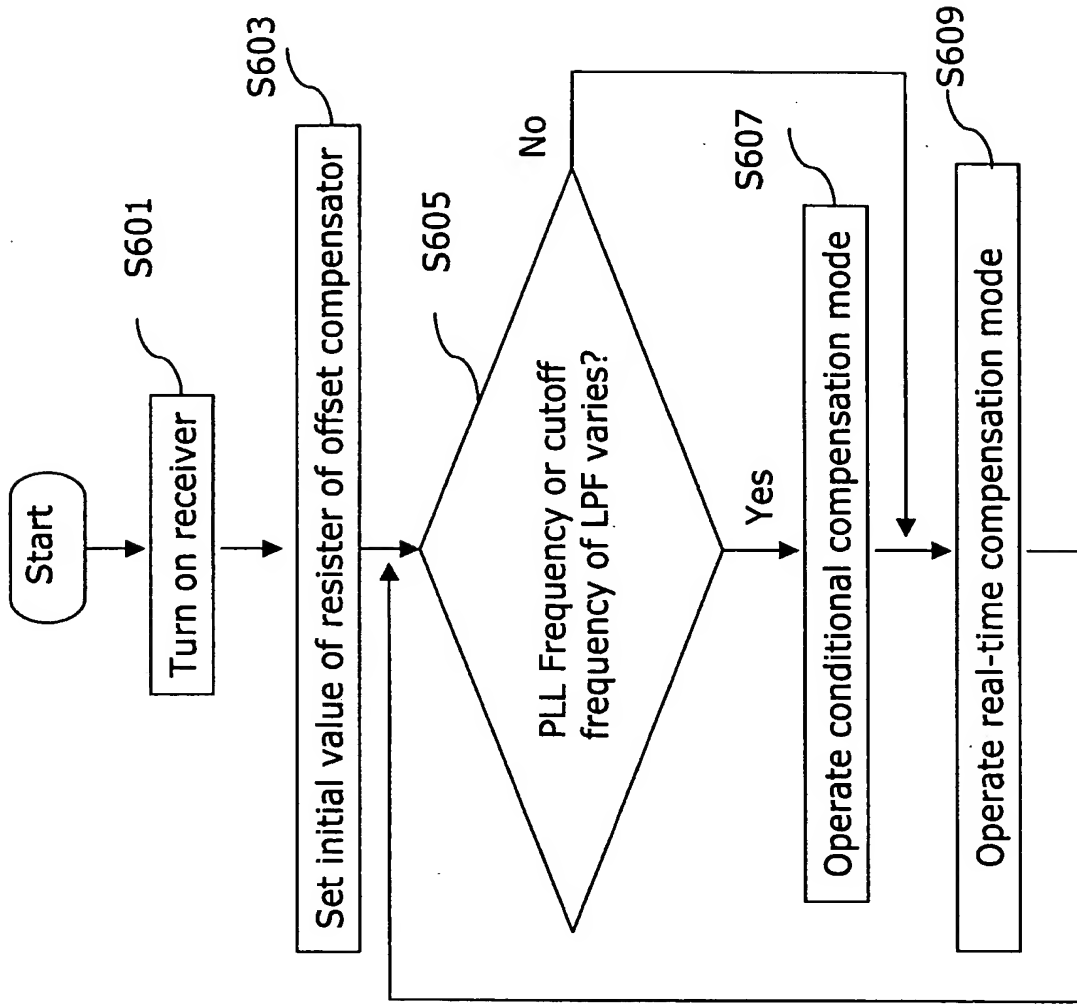 Start
Turn on receiver
S601
Set initial value of resister of offset compensator
S603
PLL Frequency or cutoff
frequency of LPF varies?
S605
No
Yes
Operate conditional compensation mode
S607
Operate real-time compensation mode
S609